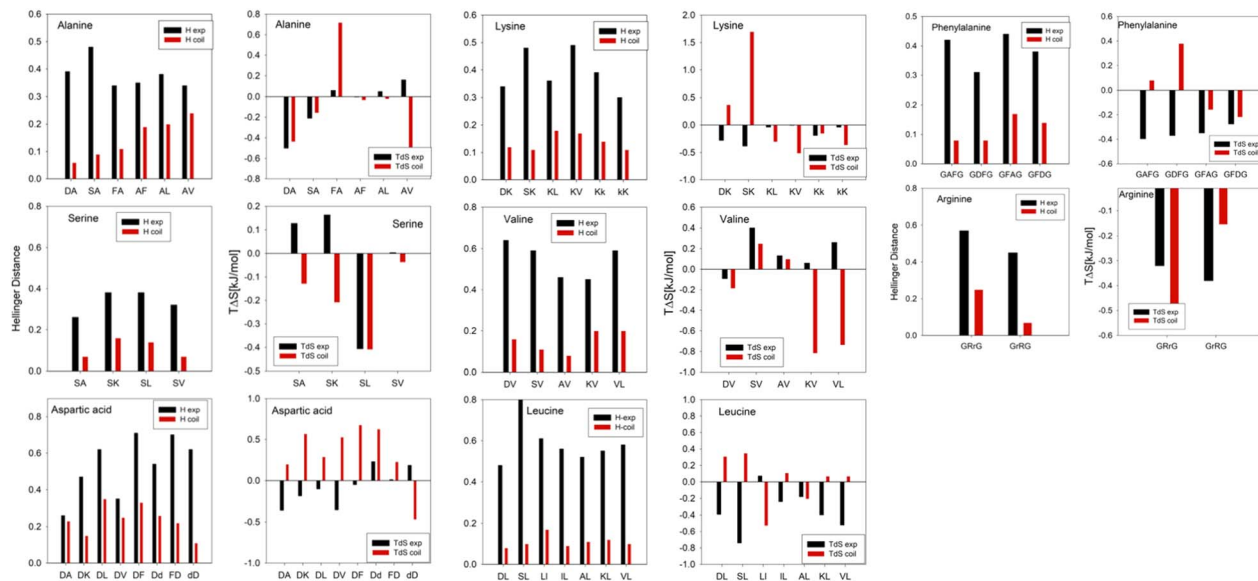 Alanine
H exp
H coil
0.6
0.5
0.4
0.3
0.2
0.1
0.0
DA SA FA AF AL AV
Alanine
0.8
0.6
0.4
0.2
0.0
-0.2
-0.4
-0.6
-0.8
TdS exp
TdS coil
DA SA FA AF AL AV
Lysine
H exp
H coil
0.6
0.5
0.4
0.3
0.2
0.1
0.0
DK SK KL KV Kk kK
Lysine
2.0
1.5
1.0
0.5
0.0
-0.5
-1.0
TdS exp
TdS coil
DK SK KL KV Kk kK
Phenylalanine
H exp
H coil
0.5
0.4
0.3
0.2
0.1
0.0
GAFG GDFG GFAG GFDG
Phenylalanine
0.6
0.4
0.2
0.0
-0.2
-0.4
-0.6
TdS exp
TdS coil
GAFG GDFG GFAG GFDG
Serine
H exp
H coil
Hellinger Distance
0.8
0.6
0.4
0.2
0.0
SA SK SL SV
Serine
TΔS[kJ/mol]
0.2
0.1
0.0
-0.1
-0.2
-0.3
-0.4
-0.5
TdS exp
TdS coil
SA SK SL SV
Valine
H exp
H coil
0.8
0.6
0.4
0.2
0.0
DV SV AV KV VL
Valine
0.6
0.4
0.2
0.0
-0.2
-0.4
-0.6
-0.8
-1.0
TdS exp
TdS coil
DV SV AV KV VL
Arginine
H exp
H coil
Hellinger Distance
0.8
0.6
0.4
0.2
0.0
GRrG GrRG
Arginine
TΔS[kJ/mol]
-0.1
-0.2
-0.3
-0.4
-0.5
-0.6
TdS exp
TdS coil
GRrG GrRG
Aspartic acid
H exp
H coil
0.8
0.6
0.4
0.2
0.0
DA DK DL DV DF Dd FD dD
Aspartic acid
1.0
0.5
0.0
-0.5
-1.0
TdS exp
TdS coil
DA DK DL DV DF Dd FD dD
Leucine
H-exp
H-coil
0.8
0.6
0.4
0.2
0.0
DL SL LI IL AL KL VL
Leucine
1.0
0.8
0.6
0.4
0.2
0.0
-0.2
-0.4
-0.6
-0.8
-1.0
TdS exp
TdS coil
DL SL LI IL AL KL VL